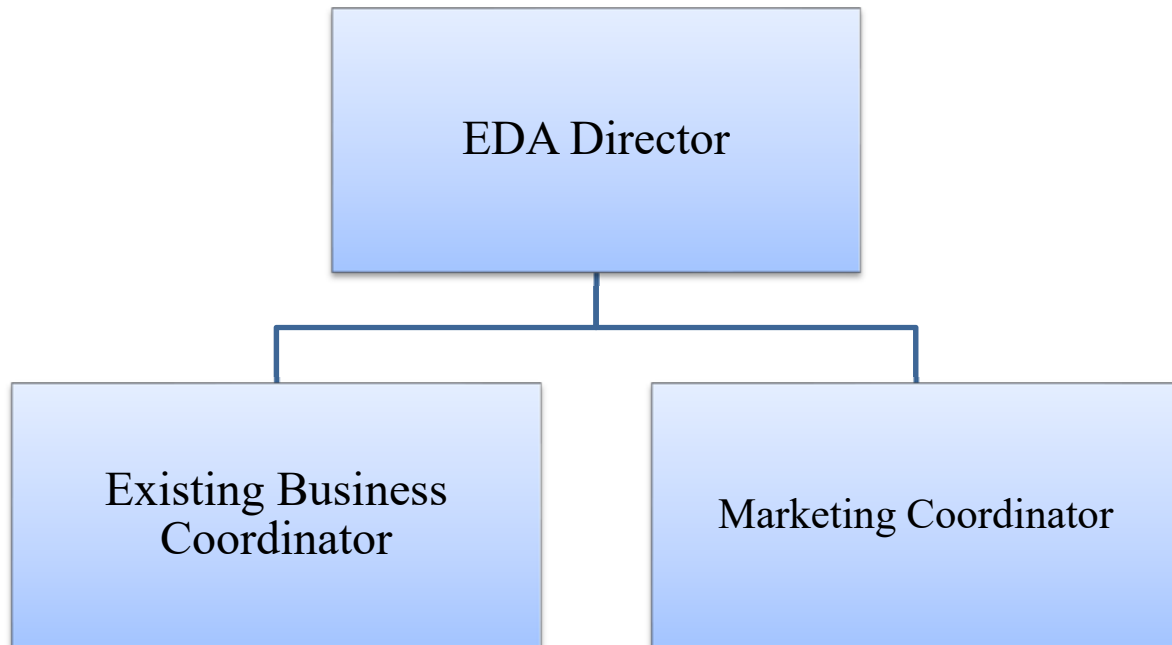 EDA Director
Existing Business
Coordinator
Marketing Coordinator